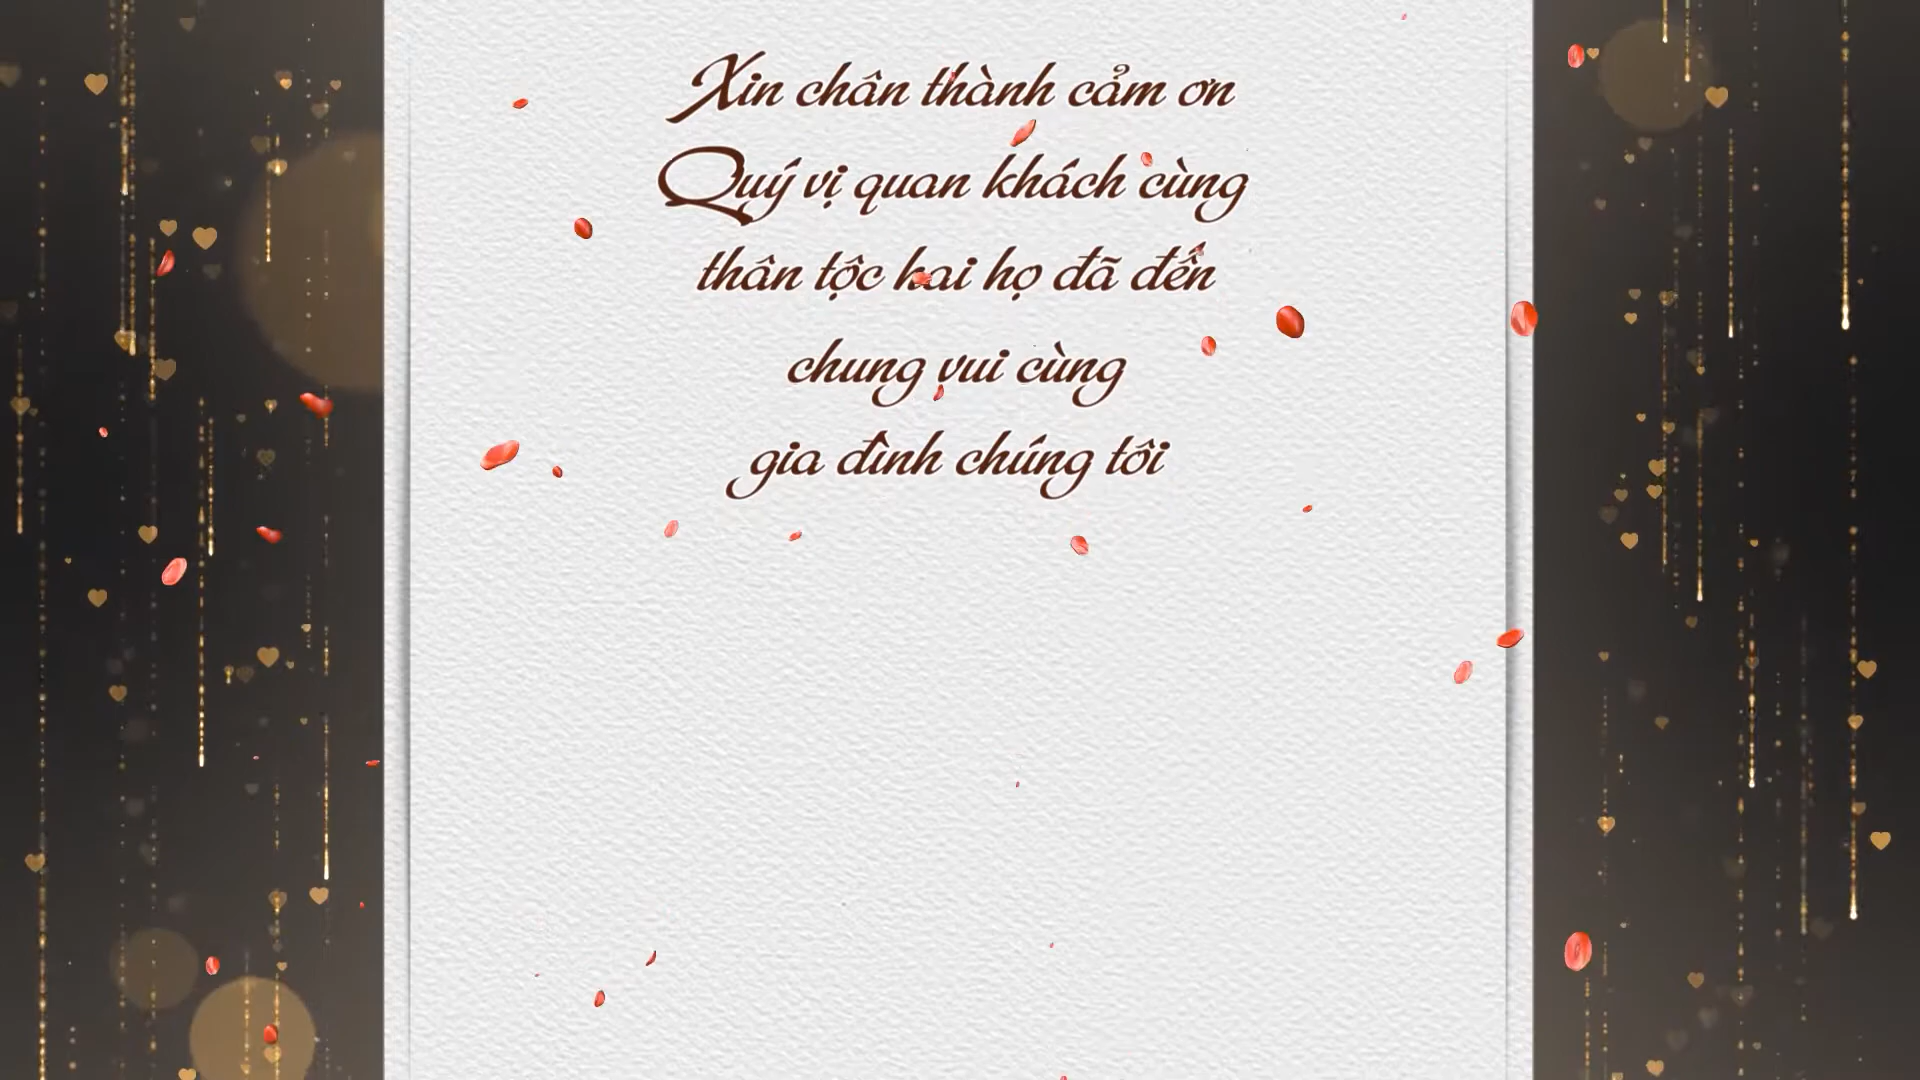 Xin chân thành cảm ơn
Quý vị quan khách cùng
thân tộc hai họ đã đến
chung vui cùng
gia đình chúng tôi